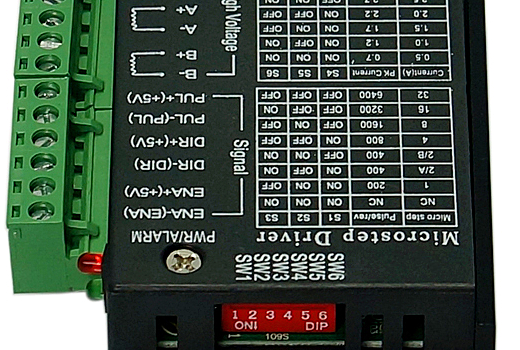 1 2 3 4 5 6
ON DIP
SW1
SW2
SW3
SW4
SW5
SW6
Microstep Driver
Micro step Pulse/rev S1 S2 S3
NC NC ON ON ON
1 200 ON ON OFF
2/A 400 ON OFF ON
2/B 400 OFF ON ON
4 800 ON OFF OFF
8 1600 OFF ON OFF
16 3200 OFF OFF ON
32 6400 OFF OFF OFF
Current(A) PK Current S4 S5 S6
0.5 0.7 ON ON ON
1.0 1.2 ON OFF ON
1.5 1.7 ON ON OFF
2.0 2.2 ON OFF OFF
PWR/ALARM
ENA-(ENA)
ENA+(+5V)
DIR-(DIR)
DIR+(+5V)
PUL-(PUL)
PUL+(+5V)
Signal
B-
B+
A-
A+
Voltage